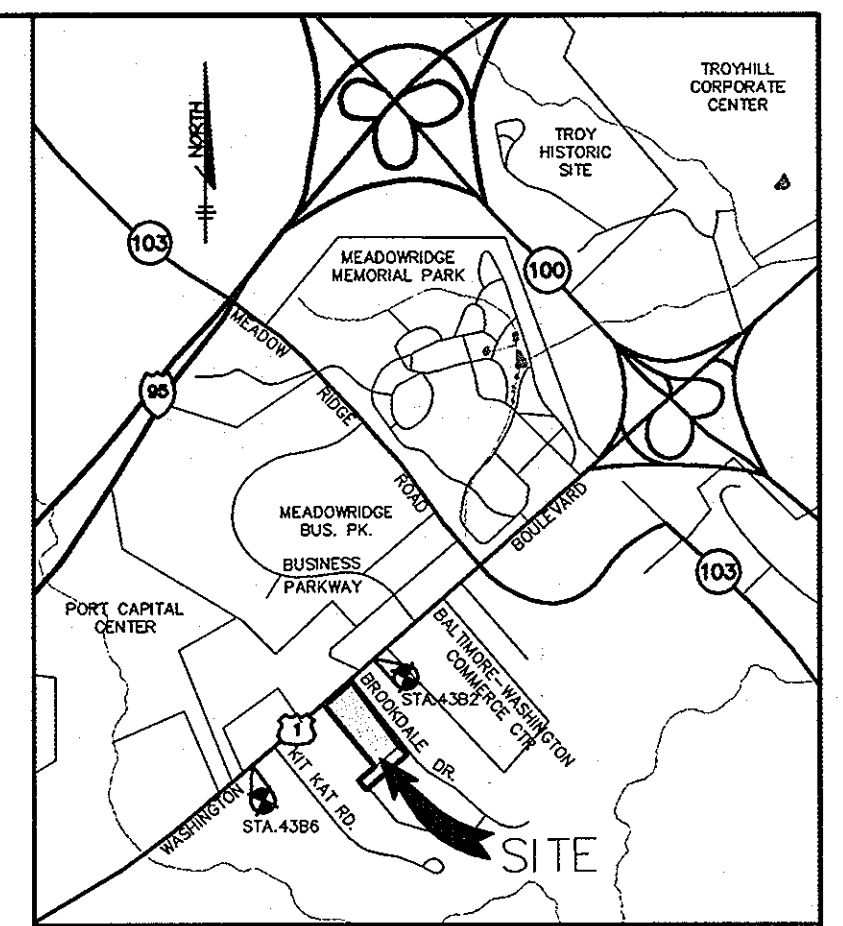 TROYHILL
CORPORATE
CENTER
TROY
HISTORIC
SITE
NORTH
103
MEADOWRIDGE
MEMORIAL PARK
100
MEADOW
RIDGE
ROAD
95
MEADOWRIDGE
BUS. PK.
BOULEVARD
BUSINESS
PARKWAY
103
PORT CAPITAL
CENTER
BALTIMORE-WASHINGTON
COMMERCE CTR
STA.43B2
BROOKDALE DR.
1
KIT KAT RD.
WASHINGTON
STA.43B6
SITE